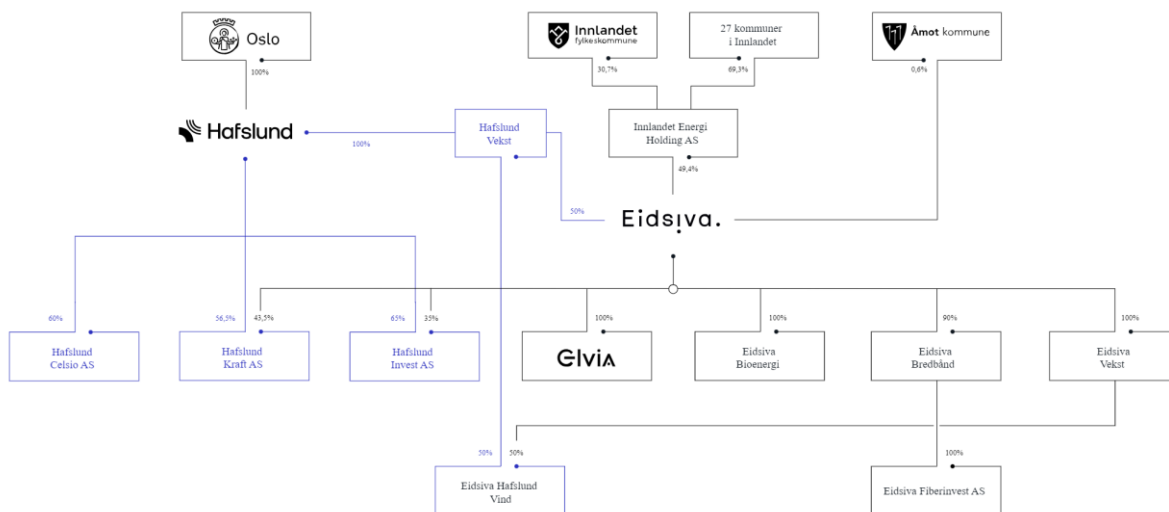 Oslo
Innlandet
fylkeskommune
27 kommuner
i Innlandet
Åmot kommune
100%
30,7%
69,3%
0,6%
Hafslund
100%
Hafslund
Vekst
Innlandet Energi
Holding AS
49,4%
50%
Eidsiva.
60%
56,5%
43,5%
65%
35%
100%
100%
90%
100%
Hafslund
Celsio AS
Hafslund
Kraft AS
Hafslund
Invest AS
elvia
Eidsiva
Bioenergi
Eidsiva
Bredbånd
Eidsiva
Vekst
50%
50%
100%
Eidsiva Hafslund
Vind
Eidsiva Fiberinvest AS